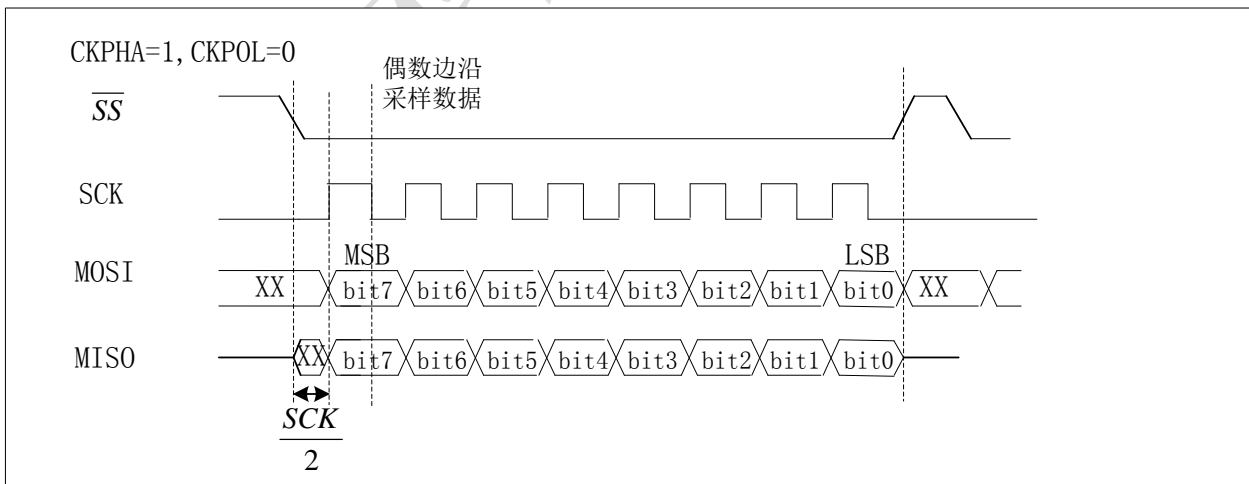 CKPHA=1,CKPOL=0
偶数边沿
采样数据
SS
SCK
MSB LSB
MOSI XX bit7 bit6 bit5 bit4 bit3 bit2 bit1 bit0 XX
MISO XX bit7 bit6 bit5 bit4 bit3 bit2 bit1 bit0
SCK
2